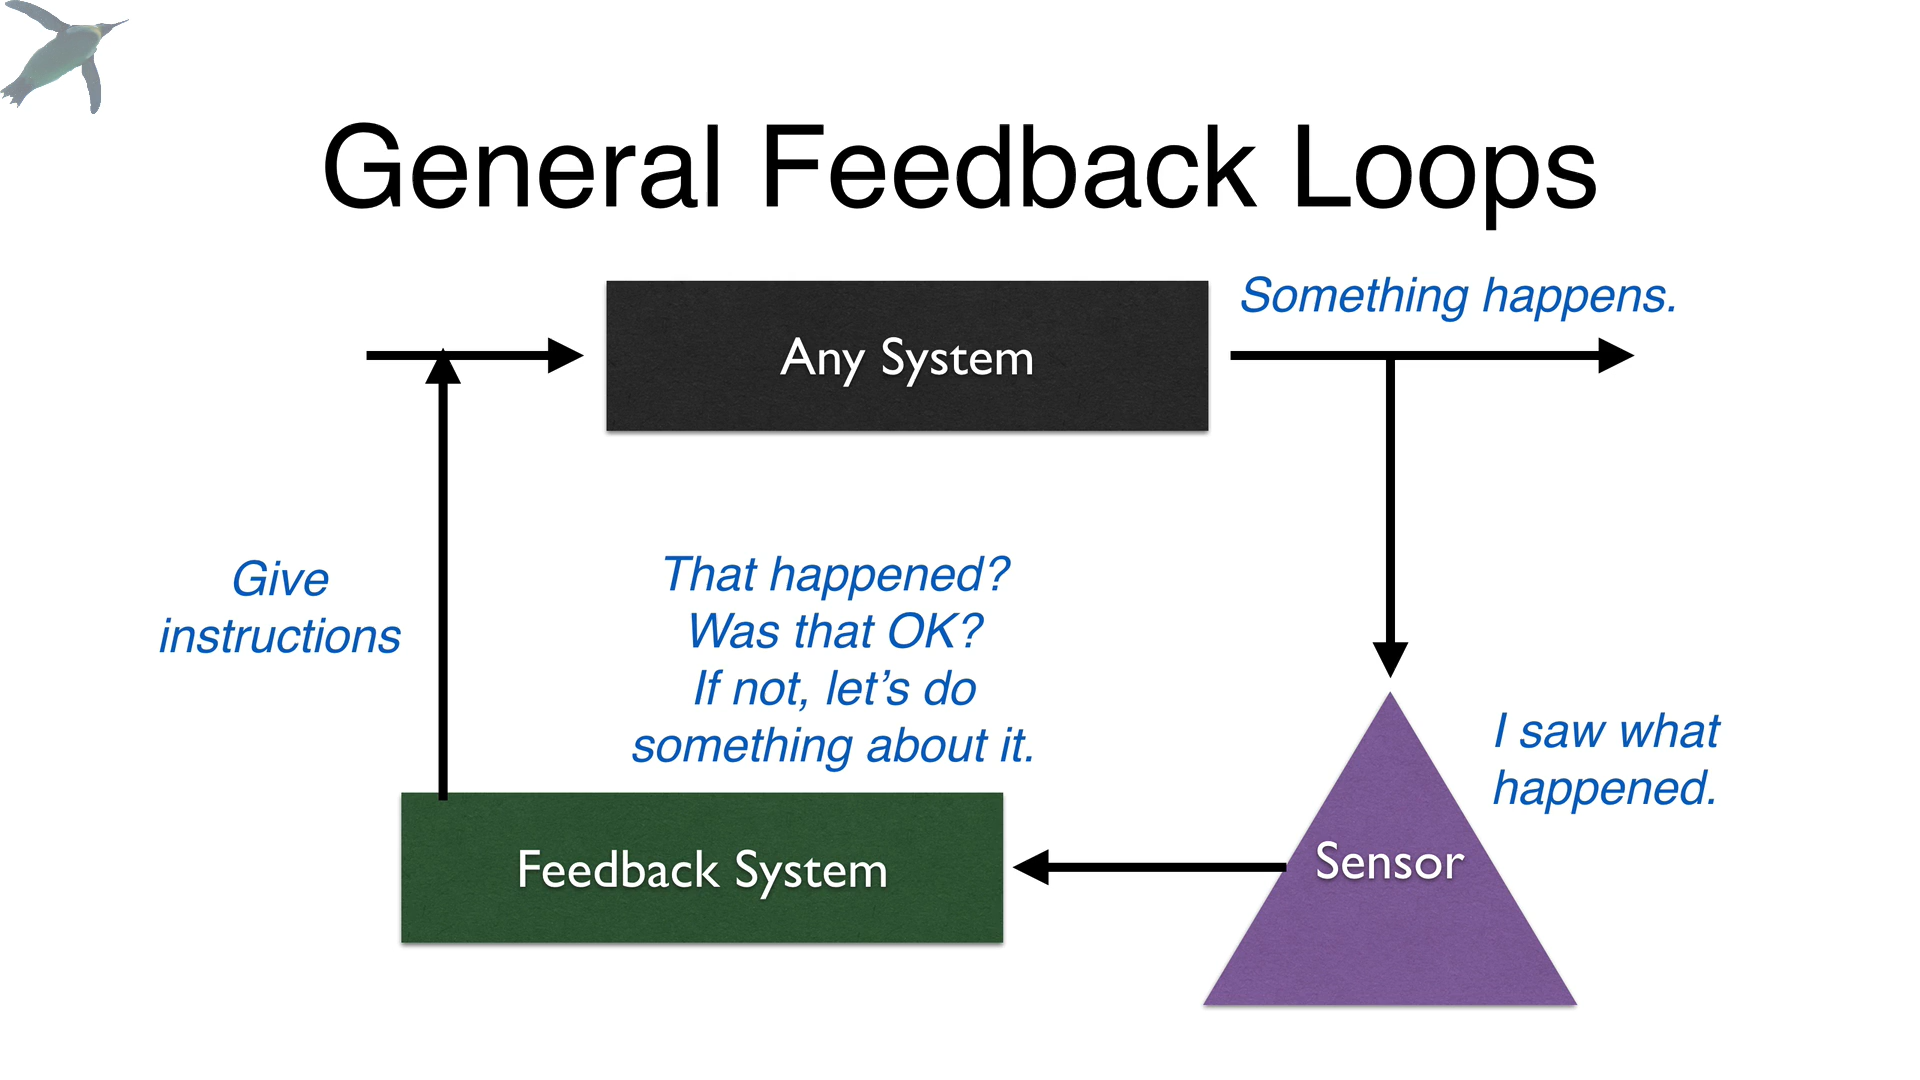 General Feedback Loops
Something happens.
Any System
Give
instructions
That happened?
Was that OK?
If not, let’s do
something about it.
I saw what
happened.
Sensor
Feedback System